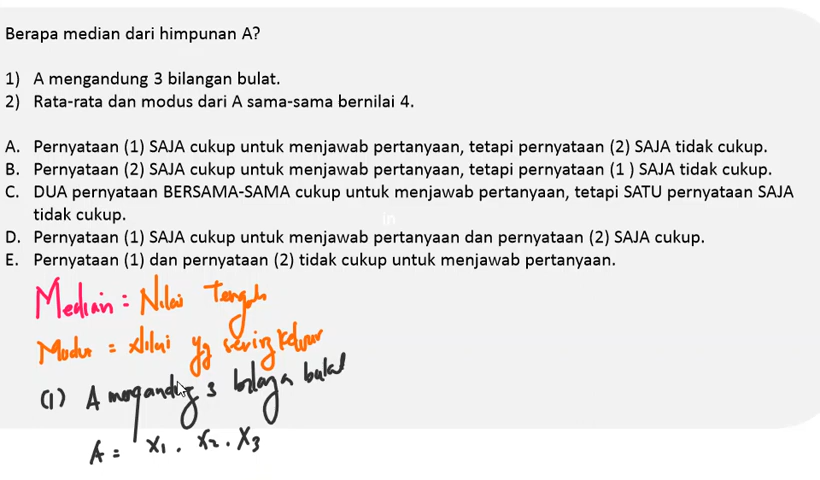 Berapa median dari himpunan A?
1) A mengandung 3 bilangan bulat.
2) Rata-rata dan modus dari A sama-sama bernilai 4.
A. Pernyataan (1) SAJA cukup untuk menjawab pertanyaan, tetapi pernyataan (2) SAJA tidak cukup.
B. Pernyataan (2) SAJA cukup untuk menjawab pertanyaan, tetapi pernyataan (1 ) SAJA tidak cukup.
C. DUA pernyataan BERSAMA-SAMA cukup untuk menjawab pertanyaan, tetapi SATU pernyataan SAJA
tidak cukup.
in
D. Pernyataan (1) SAJA cukup untuk menjawab pertanyaan dan pernyataan (2) SAJA cukup.
E. Pernyataan (1) dan pernyataan (2) tidak cukup untuk menjawab pertanyaan.
Median : Nilai Tengah
Modus = Nilai yg sering keluar
(1) A mengandung 3 bilangan bulat
A = x₁ . x₂ . x₃